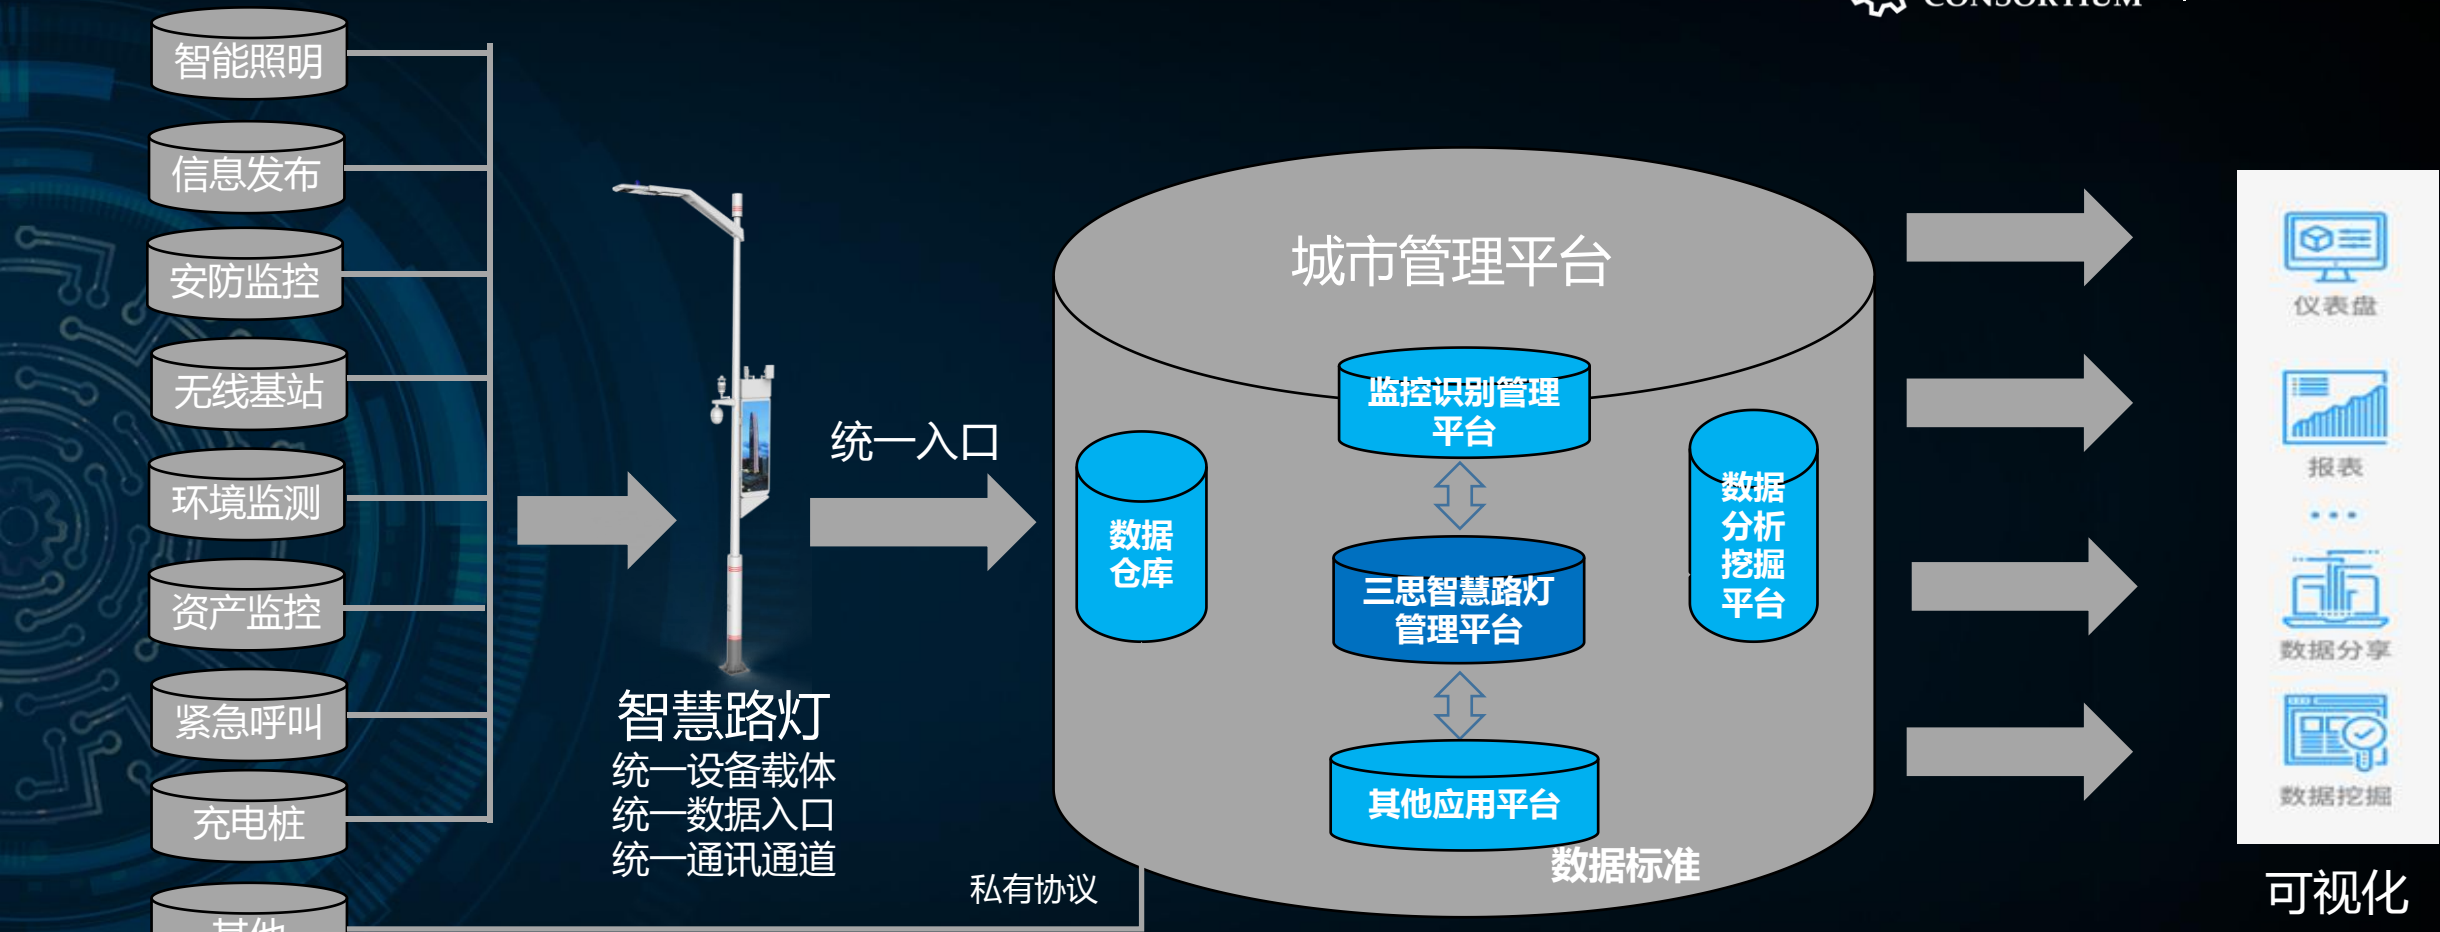 CONSORTIUM
智能照明
信息发布
安防监控
无线基站
环境监测
资产监控
紧急呼叫
充电桩
其他
智慧路灯
统一设备载体
统一数据入口
统一通讯通道
统一入口
私有协议
城市管理平台
监控识别管理
平台
数据
仓库
三思智慧路灯
管理平台
其他应用平台
数据
分析
挖掘
平台
数据标准
仪表盘
报表
...
数据分享
数据挖掘
可视化